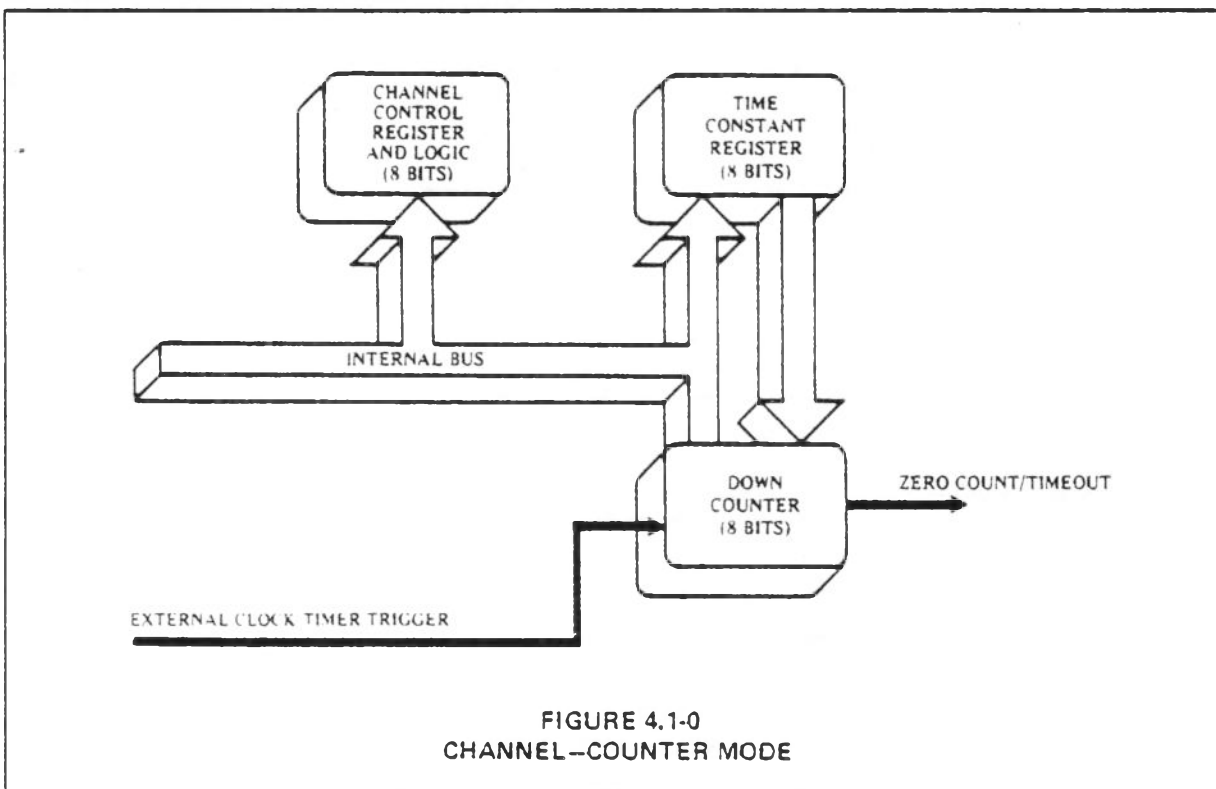 CHANNEL
CONTROL
REGISTER
AND LOGIC
(8 BITS)
TIME
CONSTANT
REGISTER
(8 BITS)
INTERNAL BUS
DOWN
COUNTER
(8 BITS)
ZERO COUNT/TIMEOUT
EXTERNAL CLOCK TIMER TRIGGER
FIGURE 4.1-0
CHANNEL–COUNTER MODE